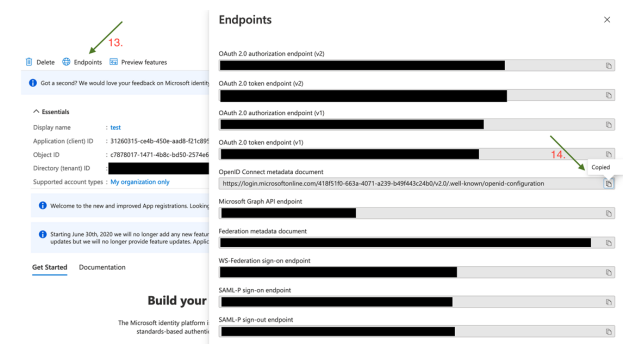 13.
Delete Endpoints Preview features
Got a second? We would love your feedback on Microsoft identity
Essentials
Display name : test
Application (client) ID : 31260315-ce4b-450e-aad8-f21c895
Object ID : c7878017-1471-4b8c-bd50-2574e6
Directory (tenant) ID :
Supported account types : My organization only
Welcome to the new and improved App registrations. Looking
Starting June 30th, 2020 we will no longer add any new featur
updates but we will no longer provide feature updates. Applic
Get Started Documentation
Build your
The Microsoft identity platform i
standards-based authenti
Endpoints
OAuth 2.0 authorization endpoint (v2)
OAuth 2.0 token endpoint (v2)
OAuth 2.0 authorization endpoint (v1)
OAuth 2.0 token endpoint (v1)
14.
Copied
OpenID Connect metadata document
https://login.microsoftonline.com/418f51f0-663a-4071-a239-b49f443c24b0/v2.0/.well-known/openid-configuration
Microsoft Graph API endpoint
Federation metadata document
WS-Federation sign-on endpoint
SAML-P sign-on endpoint
SAML-P sign-out endpoint